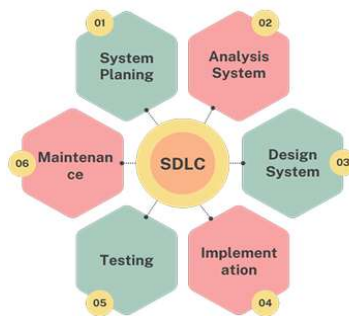 01
System
Planing
02
Analysis
System
03
Design
System
04
Implement
ation
05
Testing
06
Maintenan
ce
SDLC